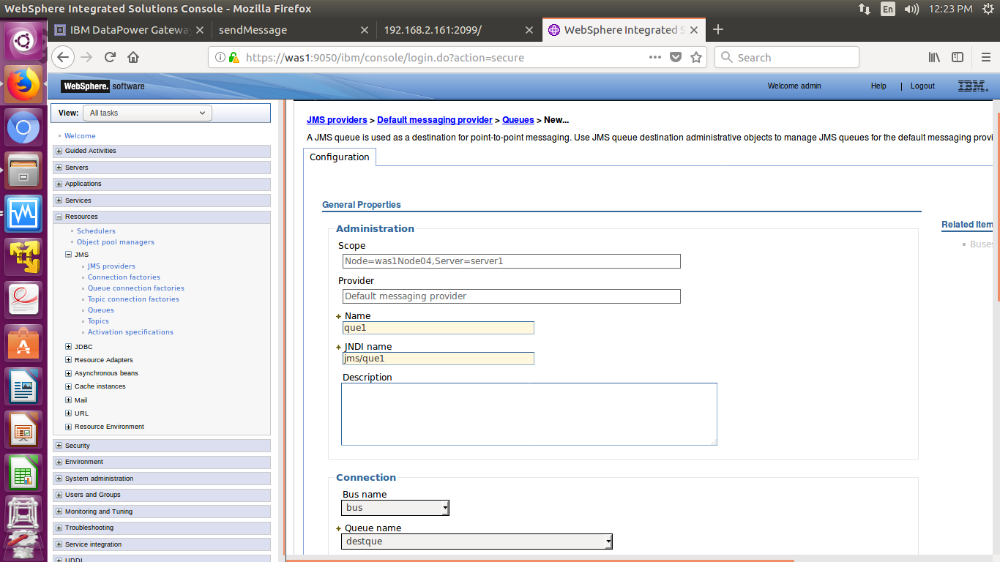 WebSphere Integrated Solutions Console - Mozilla Firefox
En
12:23 PM
IBM DataPower Gateway
sendMessage
192.168.2.161:2099/
WebSphere Integrated S
https://was1:9050/ibm/console/login.do?action=secure
Search
WebSphere. software
Welcome admin
Help
Logout
IBM.
View:
All tasks
Welcome
Guided Activities
Servers
Applications
Services
Resources
Schedulers
Object pool managers
JMS
JMS providers
Connection factories
Queue connection factories
Topic connection factories
Queues
Topics
Activation specifications
JDBC
Resource Adapters
Asynchronous beans
Cache instances
Mail
URL
Resource Environment
Security
Environment
System administration
Users and Groups
Monitoring and Tuning
Troubleshooting
Service integration
UDDI
JMS providers > Default messaging provider > Queues > New...
A JMS queue is used as a destination for point-to-point messaging. Use JMS queue destination administrative objects to manage JMS queues for the default messaging provi
Configuration
General Properties
Administration
Scope
Node=was1Node04,Server=server1
Provider
Default messaging provider
Name
que1
JNDI name
jms/que1
Description
Connection
Bus name
bus
Queue name
destque
Related Item
Buses